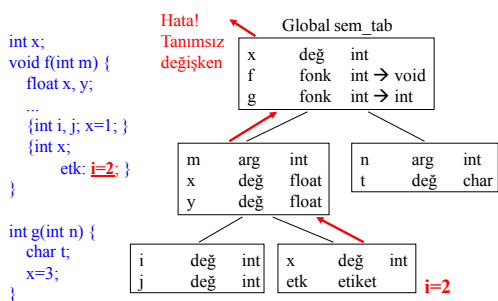 Hata!
Tanımsız
değişken
Global sem_tab
int x;
void f(int m) {
float x, y;
...
{int i, j; x=1; }
{int x;
etk: i=2; }
}
int g(int n) {
char t;
x=3;
}
x değ int
f fonk int → void
g fonk int → int
m arg int
x değ float
y değ float
n arg int
t değ char
i değ int
j değ int
x değ int
etk etiket
i=2